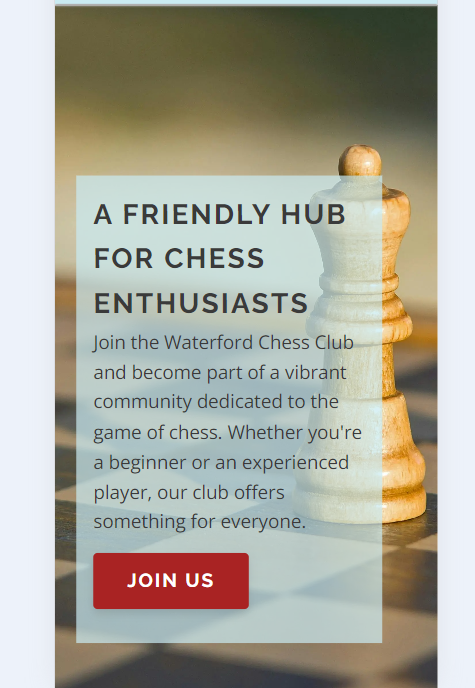 A FRIENDLY HUB
FOR CHESS
ENTHUSIASTS
Join the Waterford Chess Club
and become part of a vibrant
community dedicated to the
game of chess. Whether you're
a beginner or an experienced
player, our club offers
something for everyone.
JOIN US